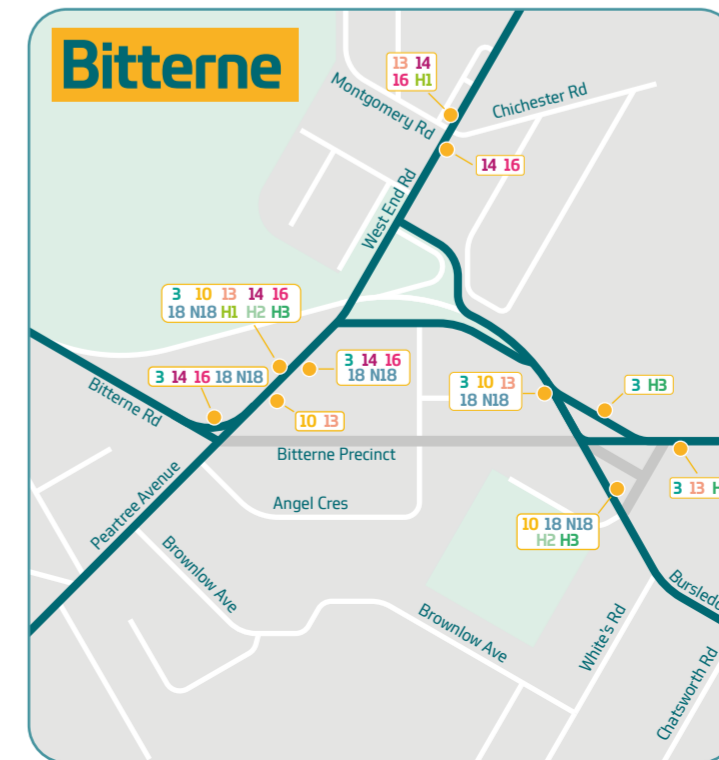 Bitterne
13 14
16 H1
Montgomery Rd
Chichester Rd
14 16
West End Rd
3 10 13 14 16
18 N18 H1 H2 H3
3 14 16
18 N18
3 14 16 18 N18
3 10 13
18 N18
3 H3
Bitterne Rd
10 13
Bitterne Precinct
3 13 H
Peartree Avenue
Angel Cres
10 18 N18
H2 H3
Brownlow Ave
Brownlow Ave
White's Rd
Bursledo
Chatsworth Rd